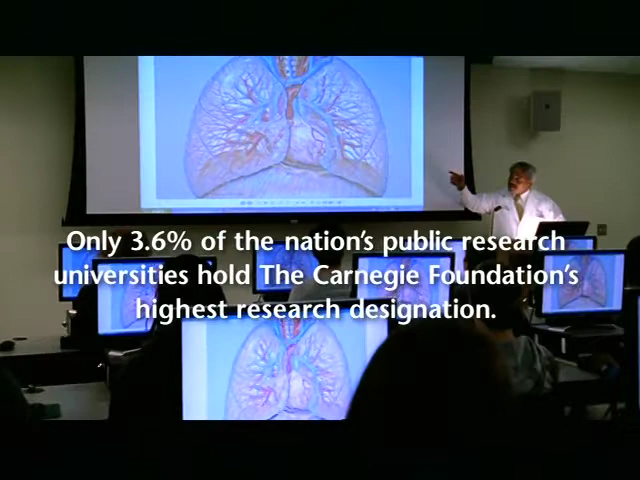 Only 3.6% of the nation's public research
universities hold The Carnegie Foundation's
highest research designation.